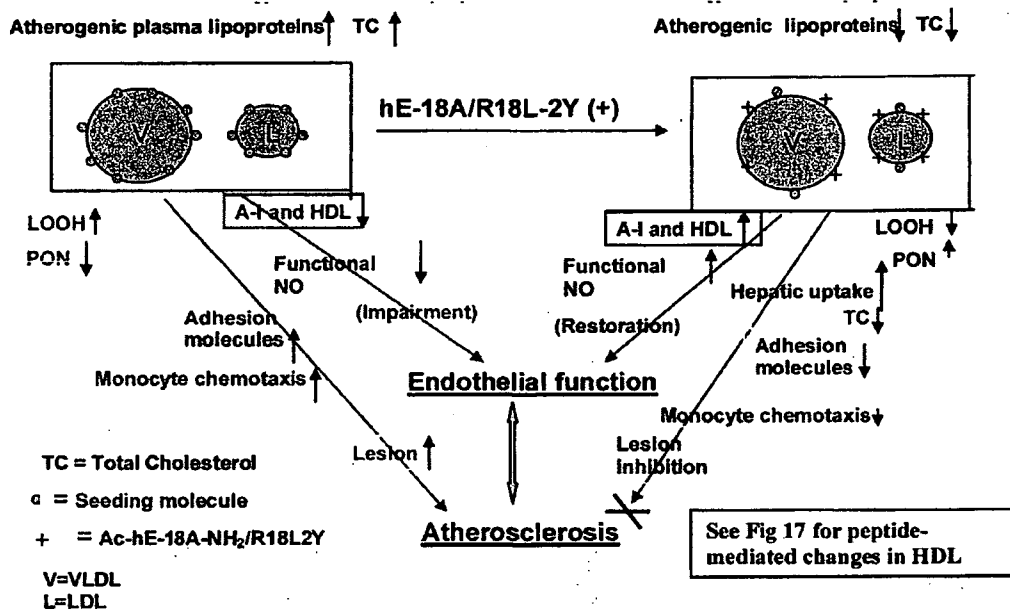 Atherogenic plasma lipoproteins↑ TC ↑
Atherogenic lipoproteins↓ TC↓
V
L
hE-18A/R18L-2Y (+)
V
L
A-I and HDL↓
A-I and HDL↑
LOOH↑
PON ↓
LOOH ↓
PON ↑
Functional
NO ↓
(Impairment)
Functional
NO ↑
(Restoration)
Hepatic uptake ↑
TC ↓
Adhesion
molecules ↑
Monocyte chemotaxis ↑
Adhesion
molecules ↓
Monocyte chemotaxis↓
Endothelial function
Lesion ↑
Lesion
inhibition
Atherosclerosis
TC = Total Cholesterol
= Seeding molecule
+ = Ac-hE-18A-NH₂/R18L2Y
V=VLDL
L=LDL
See Fig 17 for peptide-
mediated changes in HDL